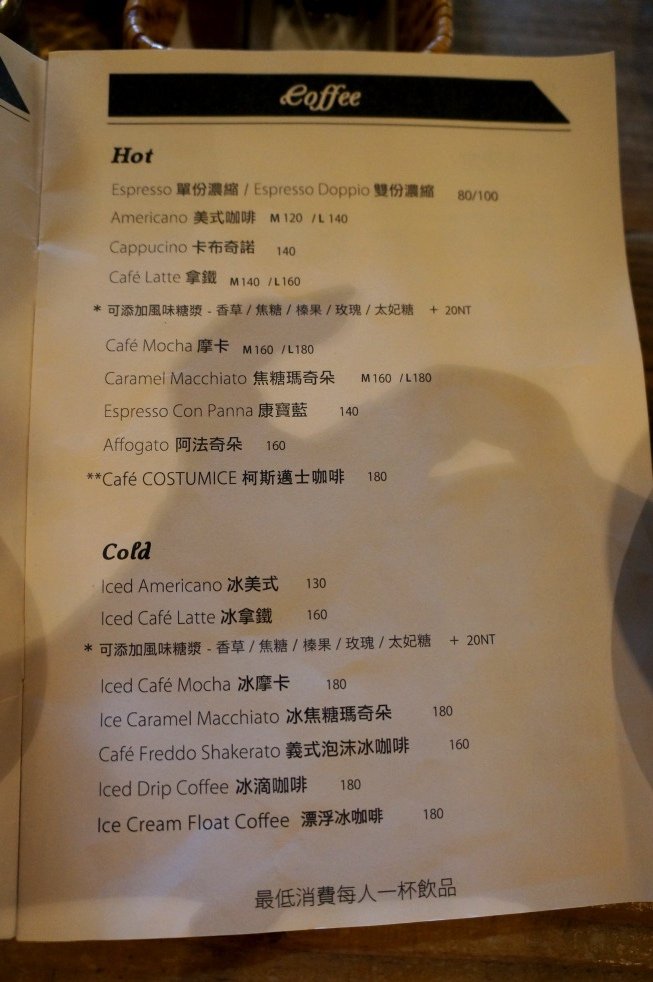 Coffee
Hot
Espresso 單份濃縮 / Espresso Doppio 雙份濃縮 80/100
Americano 美式咖啡 M 120 / L 140
Cappucino 卡布奇諾 140
Café Latte 拿鐵 M140 / L160
* 可添加風味糖漿 - 香草 / 焦糖 / 榛果 / 玫瑰 / 太妃糖 + 20NT
Café Mocha 摩卡 M160 / L180
Caramel Macchiato 焦糖瑪奇朵 M160 / L180
Espresso Con Panna 康寶藍 140
Affogato 阿法奇朵 160
**Café COSTUMICE 柯斯邁士咖啡 180
Cold
Iced Americano 冰美式 130
Iced Café Latte 冰拿鐵 160
* 可添加風味糖漿 - 香草 / 焦糖 / 榛果 / 玫瑰 / 太妃糖 + 20NT
Iced Café Mocha 冰摩卡 180
Ice Caramel Macchiato 冰焦糖瑪奇朵 180
Café Freddo Shakerato 義式泡沫冰咖啡 160
Iced Drip Coffee 冰滴咖啡 180
Ice Cream Float Coffee 漂浮冰咖啡 180
最低消費每人一杯飲品